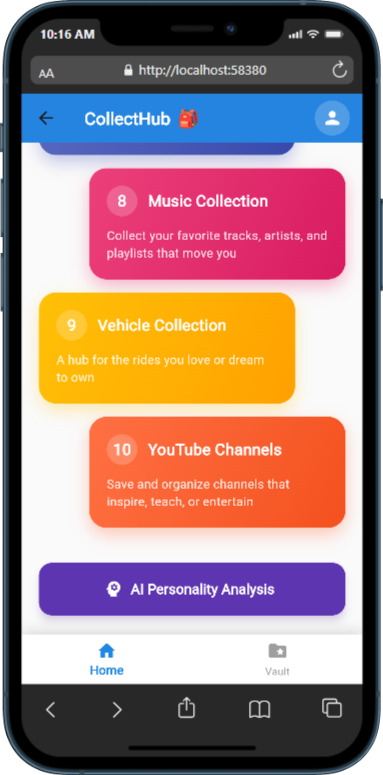 10:16 AM
AA
http://localhost:58380
CollectHub
8
Music Collection
Collect your favorite tracks, artists, and
playlists that move you
9
Vehicle Collection
A hub for the rides you love or dream
to own
10
YouTube Channels
Save and organize channels that
inspire, teach, or entertain
AI Personality Analysis
Home
Vault